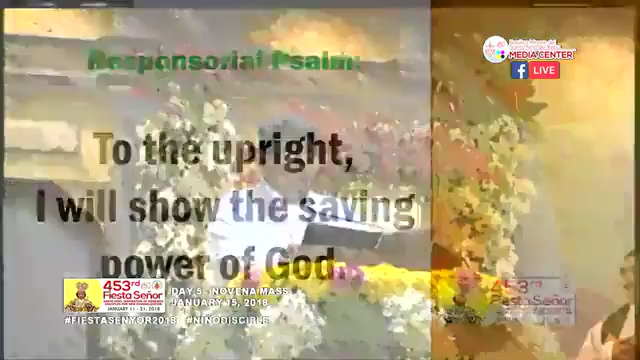 MEDIA CENTER
f LIVE
Responsorial Psalm:
To the upright,
I will show the saving
power of God.
453rd
Fiesta Señor
JANUARY 11 - 21, 2018
DAY 5 - NOVENA MASS
JANUARY 15, 2018
#FIESTASENYOR2018 #NINODISCIPLE
453rd
Fiesta Señor